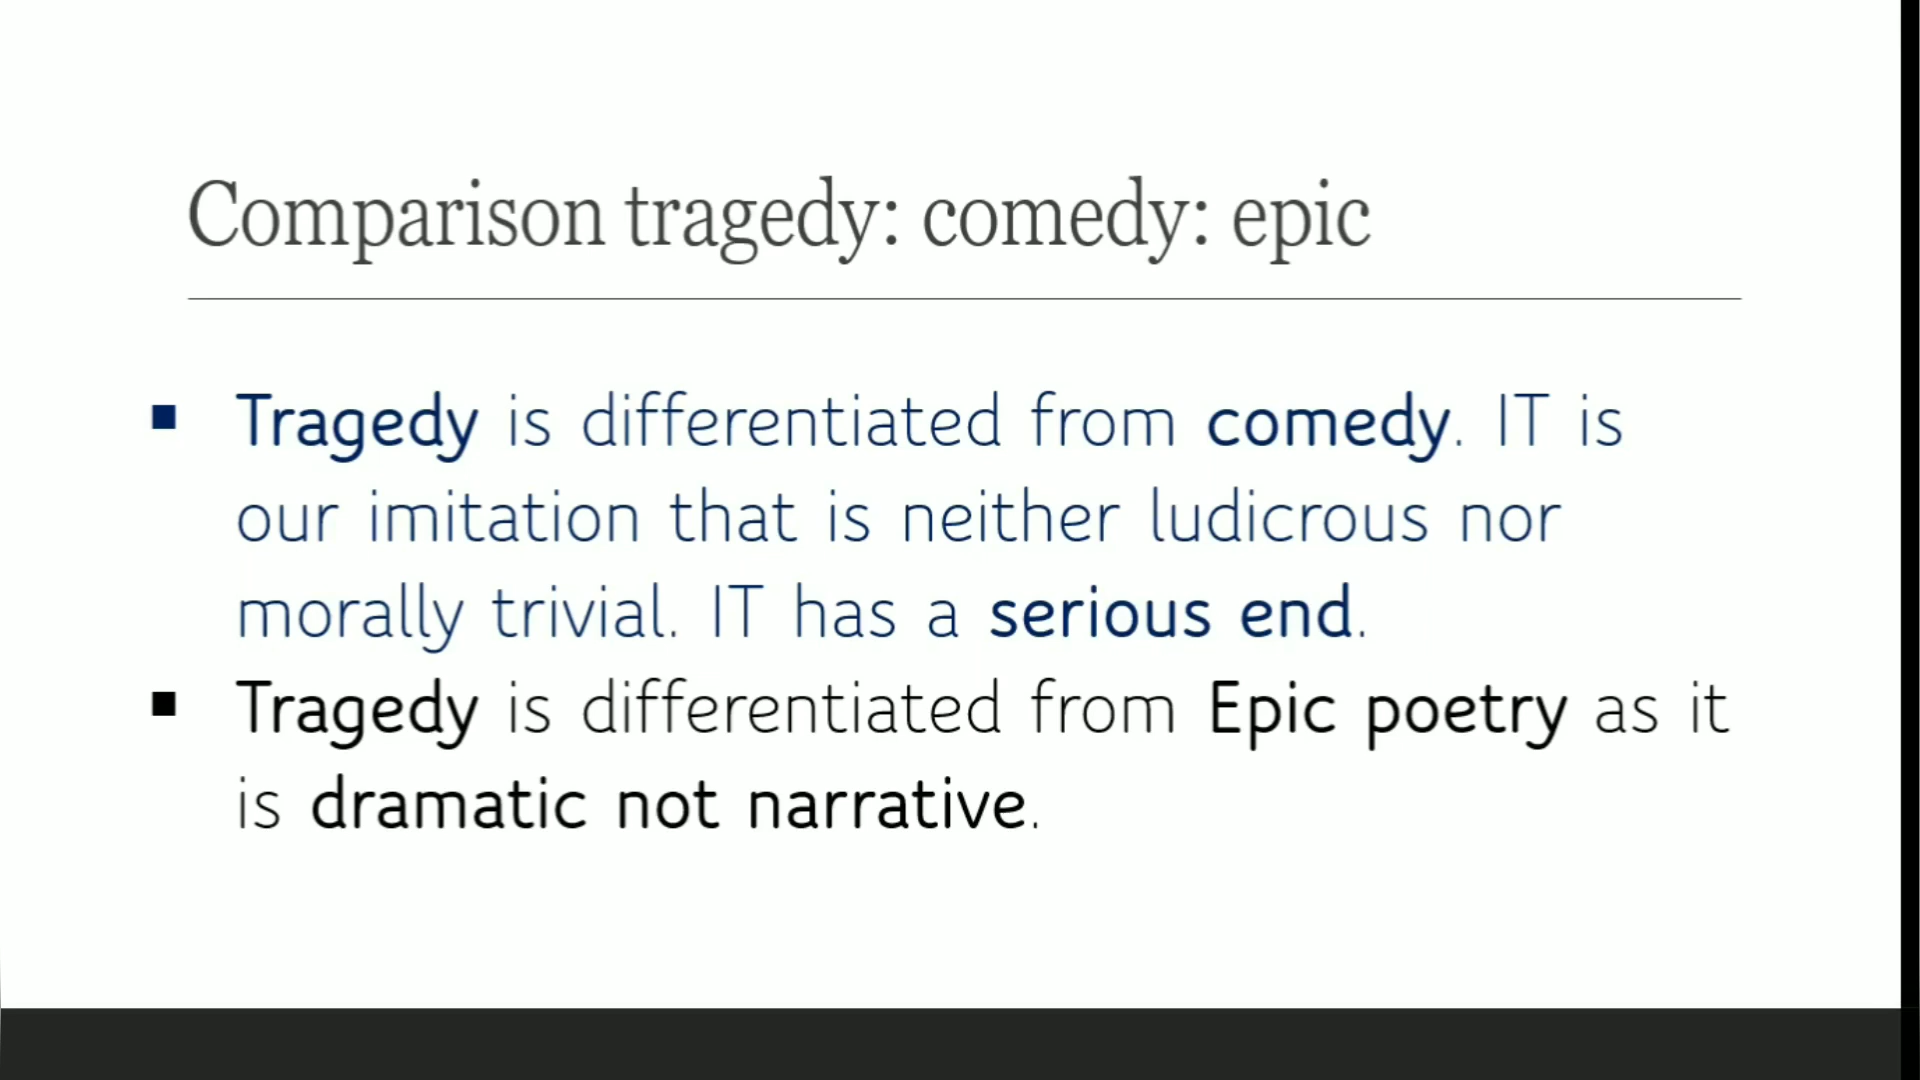 Comparison tragedy: comedy: epic
▪ Tragedy is differentiated from comedy. IT is
our imitation that is neither ludicrous nor
morally trivial. IT has a serious end.
▪ Tragedy is differentiated from Epic poetry as it
is dramatic not narrative.